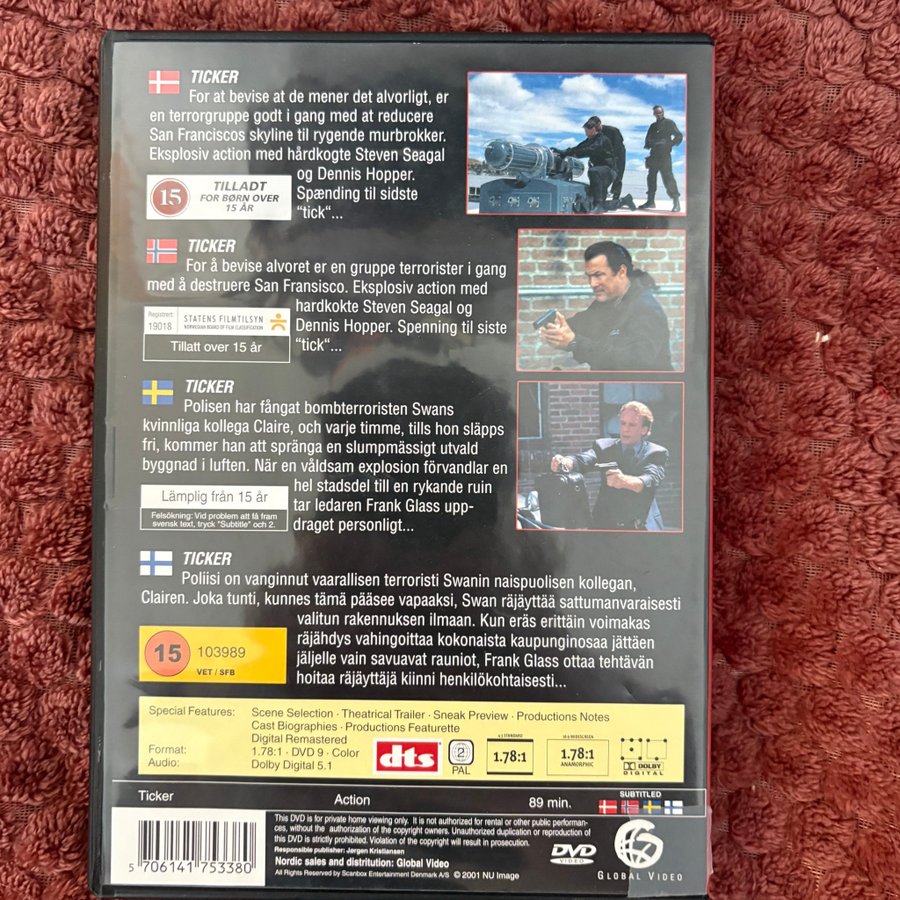 TICKER
For at bevise at de mener det alvorligt, er
en terrorgruppe godt i gang med at reducere
San Franciscos skyline til rygende murbrokker.
Eksplosiv action med hårdkogte Steven Seagal
og Dennis Hopper.
Spænding til sidste
"tick"...
15
TILLADT
FOR BØRN OVER
15 ÅR
TICKER
For å bevise alvoret er en gruppe terrorister i gang
med å destruere San Fransisco. Eksplosiv action med
hardkokte Steven Seagal og
Dennis Hopper. Spenning til siste
"tick"...
Registrert:
19018
STATENS FILMTILSYN
NORWEGIAN BOARD OF FILM CLASSIFICATION
Tillatt over 15 år
TICKER
Polisen har fångat bombterroristen Swans
kvinnliga kollega Claire, och varje timme, tills hon släpps
fri, kommer han att spränga en slumpmässigt utvald
byggnad i luften. När en våldsam explosion förvandlar en
hel stadsdel till en rykande ruin
tar ledaren Frank Glass upp-
draget personligt...
Lämplig från 15 år
Felsökning: Vid problem att få fram
svensk text, tryck "Subtitle" och 2.
TICKER
Poliisi on vanginnut vaarallisen terroristi Swanin naispuolisen kollegan,
Clairen. Joka tunti, kunnes tämä pääsee vapaaksi, Swan räjäyttää sattumanvaraisesti
valitun rakennuksen ilmaan. Kun eräs erittäin voimakas
räjähdys vahingoittaa kokonaista kaupunginosaa jättäen
jäljelle vain savuavat rauniot, Frank Glass ottaa tehtävän
hoitaa räjäyttäjä kiinni henkilökohtaisesti...
15
103989
VET / SFB
Special Features: Scene Selection · Theatrical Trailer · Sneak Preview · Productions Notes
Cast Biographies · Productions Featurette
Digital Remastered
Format: 1.78:1 · DVD 9 · Color
Audio: Dolby Digital 5.1
dts
2
PAL
4:3 STANDARD
1.78:1
16:9 WIDESCREEN
1.78:1
ANAMORPHIC
DOLBY
DIGITAL
Ticker Action 89 min.
SUBTITLED
5 706141 753380
This DVD is for private home viewing only. It is not authorized for rental or other public performan-
ces, without the authorization of the copyright owners. Unauthorized duplication or reproduction of
this DVD is strictly prohibited. Violation of the copyright will result in prosecution.
Responsible publisher: Jørgen Kristiansen
Nordic sales and distritution: Global Video
All Rights Reserved by Scanbox Entertainment Denmark A/S © 2001 NU Image
DVD
VIDEO
GLOBAL VIDEO